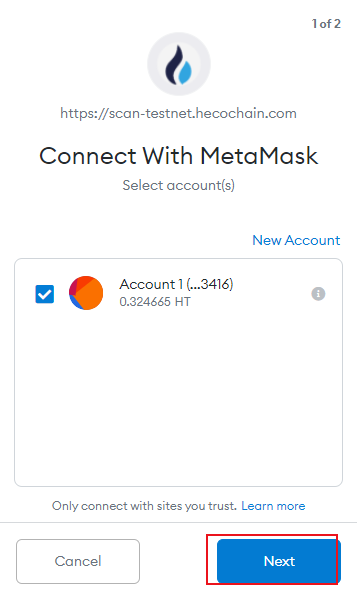 1 of 2
https://scan-testnet.hecochain.com
Connect With MetaMask
Select account(s)
New Account
Account 1 (...3416)
0.324665 HT
Only connect with sites you trust. Learn more
Cancel
Next